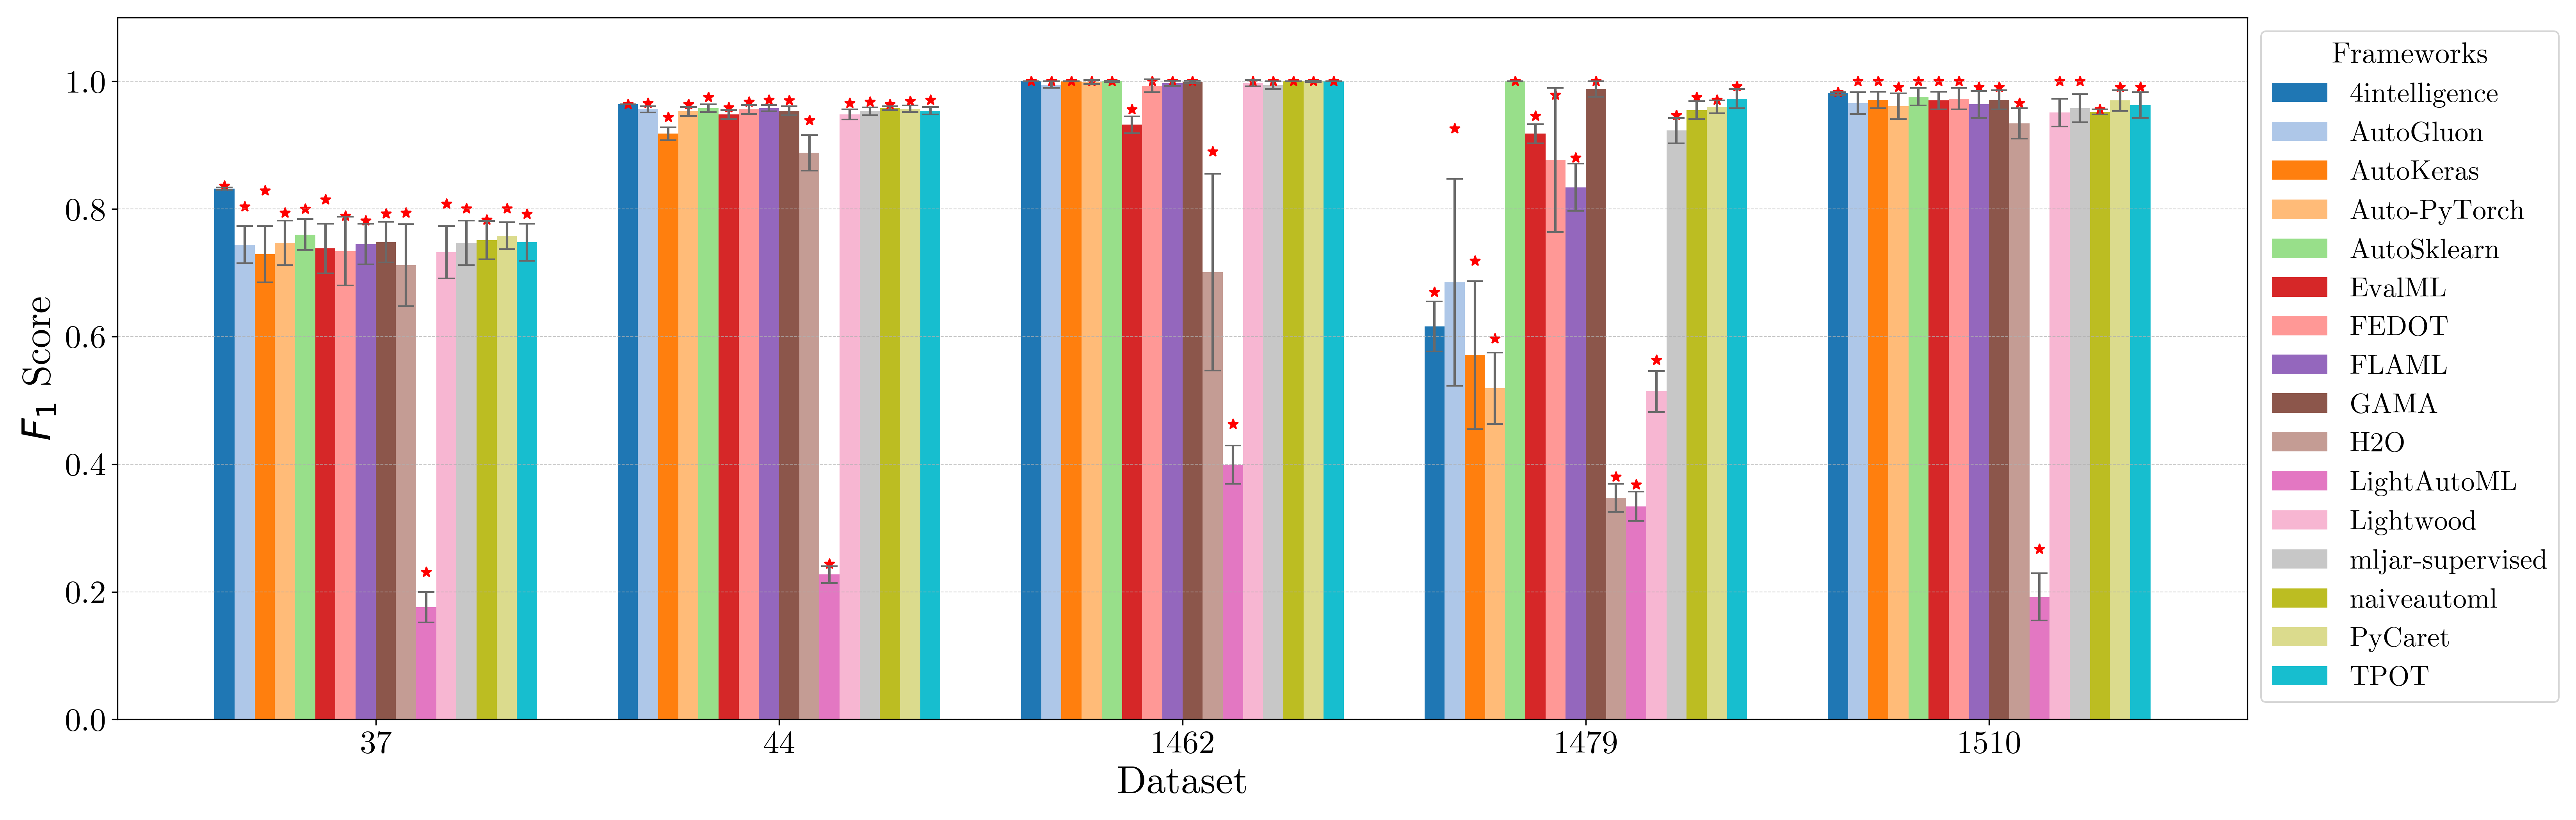 F1 Score
1.0
0.8
0.6
0.4
0.2
0.0
37
44
1462
1479
1510
Dataset
Frameworks
4intelligence
AutoGluon
AutoKeras
Auto-PyTorch
AutoSklearn
EvalML
FEDOT
FLAML
GAMA
H2O
LightAutoML
Lightwood
mljar-supervised
naiveautoml
PyCaret
TPOT